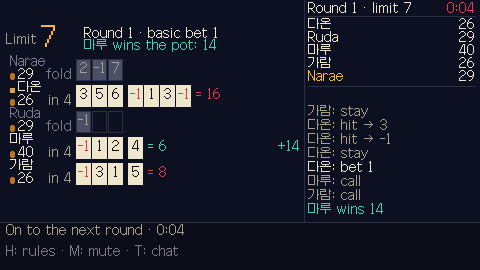 Limit 7
Round 1 · basic bet 1
마루 wins the pot: 14
Narae
29 fold 2 -1 7
다온
26 in 4 3 5 6 -1 1 3 -1 = 16
Ruda
29 fold -1
마루
40 in 4 -1 1 2 4 = 6 +14
가람
26 in 4 -1 3 1 5 = 8
On to the next round · 0:04
H: rules · M: mute · T: chat
Round 1 · limit 7 0:04
다온 26
Ruda 29
마루 40
가람 26
Narae 29
가람: stay
다온: hit → 3
다온: hit → -1
다온: stay
다온: bet 1
마루: call
가람: call
마루 wins 14